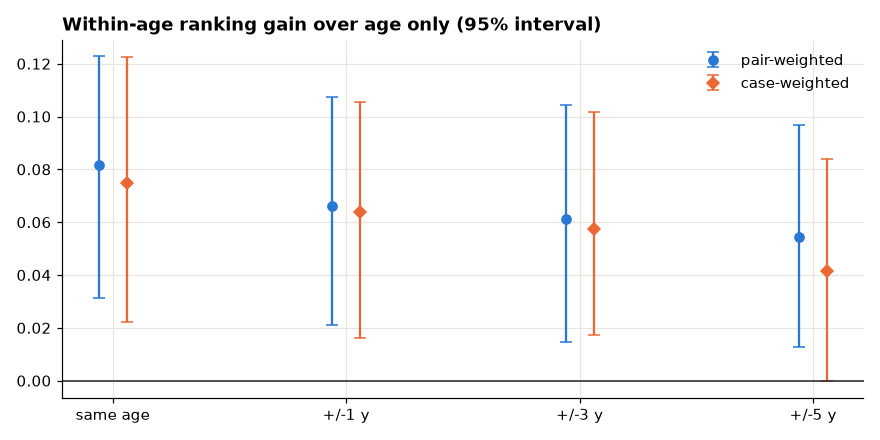 Within-age ranking gain over age only (95% interval)
pair-weighted
case-weighted
0.12
0.10
0.08
0.06
0.04
0.02
0.00
same age
+/-1 y
+/-3 y
+/-5 y